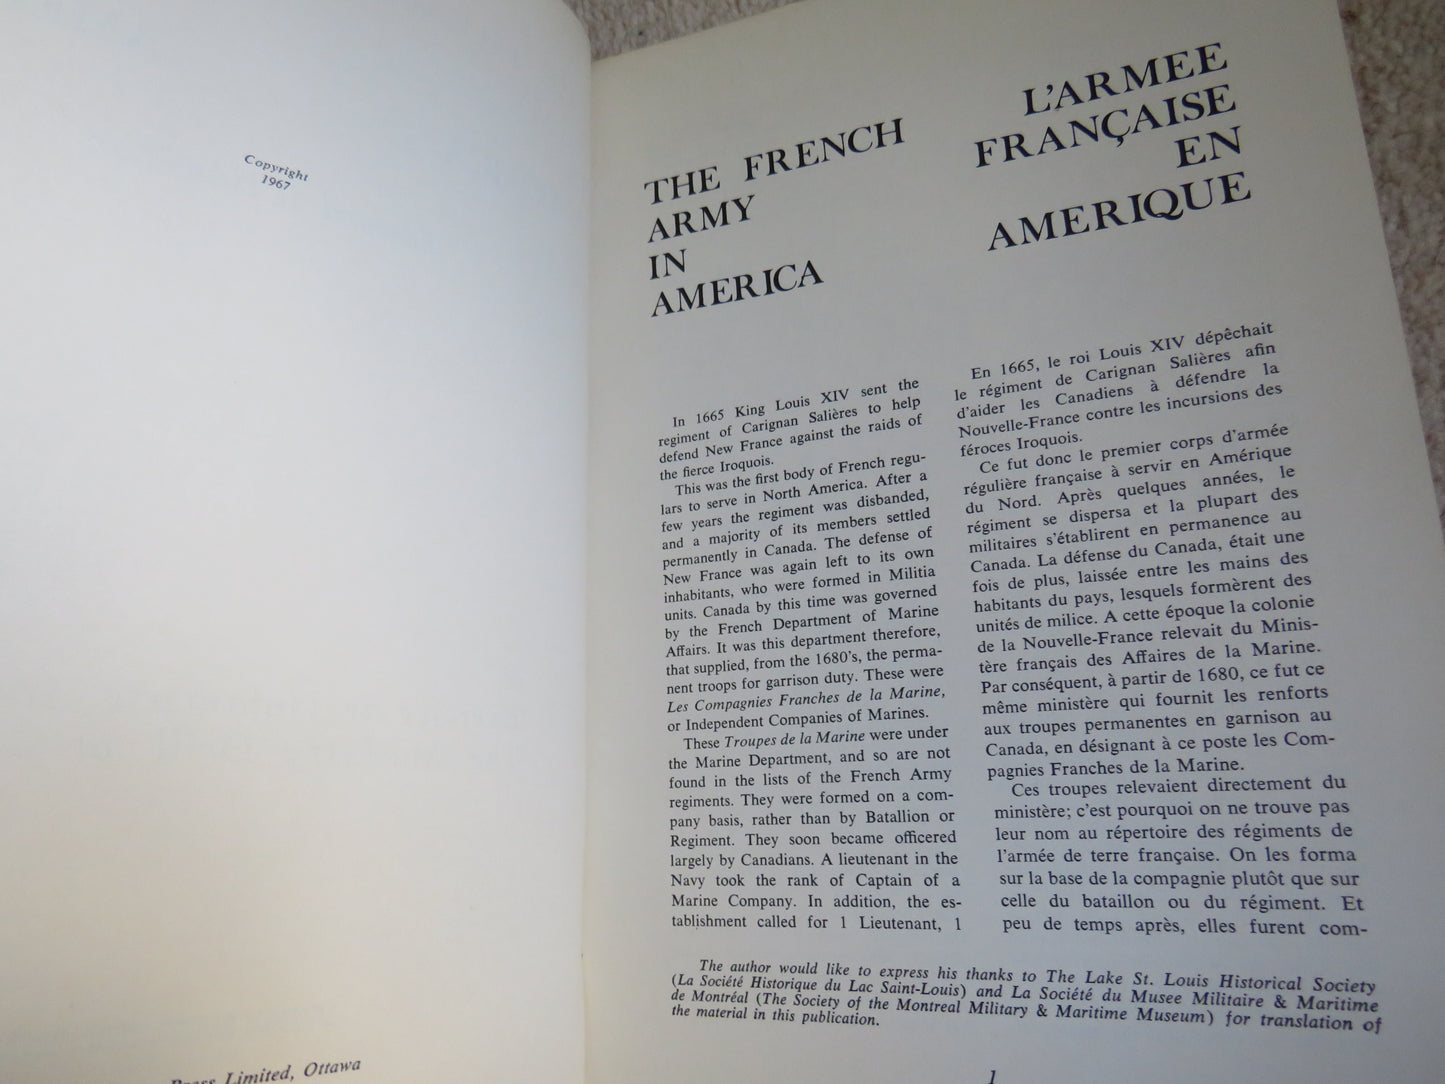 Copyright
1967
Press Limited, Ottawa
THE FRENCH
ARMY
IN
AMERICA
In 1665 King Louis XIV sent the
regiment of Carignan Salières to help
defend New France against the raids of
the fierce Iroquois.
This was the first body of French regu-
lars to serve in North America. After a
few years the regiment was disbanded,
and a majority of its members settled
permanently in Canada. The defense of
New France was again left to its own
inhabitants, who were formed in Militia
units. Canada by this time was governed
by the French Department of Marine
Affairs. It was this department therefore,
that supplied, from the 1680's, the perma-
nent troops for garrison duty. These were
Les Compagnies Franches de la Marine,
or Independent Companies of Marines.
These Troupes de la Marine were under
the Marine Department, and so are not
found in the lists of the French Army
regiments. They were formed on a com-
pany basis, rather than by Batallion or
Regiment. They soon became officered
largely by Canadians. A lieutenant in the
Navy took the rank of Captain of a
Marine Company. In addition, the es-
tablishment called for 1 Lieutenant, 1
L'ARMEE
FRANÇAISE
EN
AMERIQUE
En 1665, le roi Louis XIV dépêchait
le régiment de Carignan Salières afin
d'aider les Canadiens à défendre la
Nouvelle-France contre les incursions des
féroces Iroquois.
Ce fut donc le premier corps d'armée
régulière française à servir en Amérique
du Nord. Après quelques années, le
régiment se dispersa et la plupart des
militaires s'établirent en permanence au
Canada. La défense du Canada, était une
fois de plus, laissée entre les mains des
habitants du pays, lesquels formèrent des
unités de milice. A cette époque la colonie
de la Nouvelle-France relevait du Minis-
tère français des Affaires de la Marine.
Par conséquent, à partir de 1680, ce fut ce
même ministère qui fournit les renforts
aux troupes permanentes en garnison au
Canada, en désignant à ce poste les Com-
pagnies Franches de la Marine.
Ces troupes relevaient directement du
ministère; c'est pourquoi on ne trouve pas
leur nom au répertoire des régiments de
l'armée de terre française. On les forma
sur la base de la compagnie plutôt que sur
celle du bataillon ou du régiment. Et
peu de temps après, elles furent com-
The author would like to express his thanks to The Lake St. Louis Historical Society
(La Société Historique du Lac Saint-Louis) and La Société du Musee Militaire & Maritime
de Montréal (The Society of the Montreal Military & Maritime Museum) for translation of
the material in this publication.
1